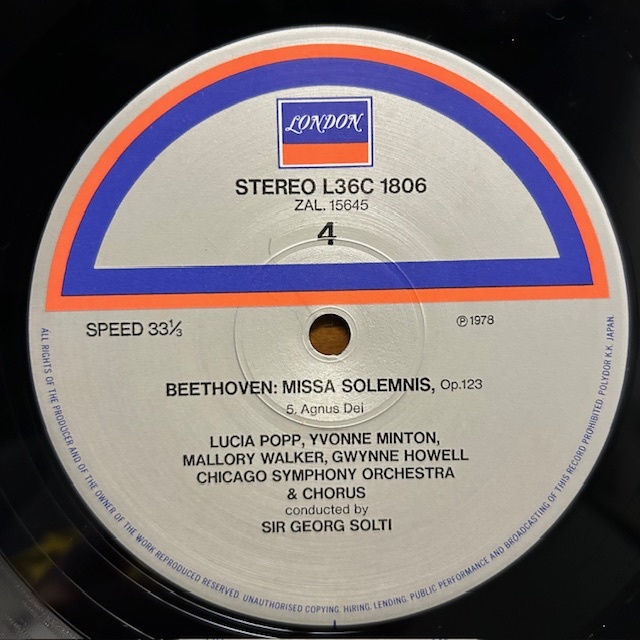 LONDON
STEREO L36C 1806
ZAL. 15645
4
SPEED 33⅓
℗ 1978
BEETHOVEN: MISSA SOLEMNIS, Op.123
5. Agnus Dei
LUCIA POPP, YVONNE MINTON,
MALLORY WALKER, GWYNNE HOWELL
CHICAGO SYMPHONY ORCHESTRA
& CHORUS
conducted by
SIR GEORG SOLTI
ALL RIGHTS OF THE PRODUCER AND OF THE OWNER OF THE WORK REPRODUCED RESERVED. UNAUTHORISED COPYING, HIRING, LENDING, PUBLIC PERFORMANCE AND BROADCASTING OF THIS RECORD PROHIBITED. POLYDOR K.K. JAPAN.